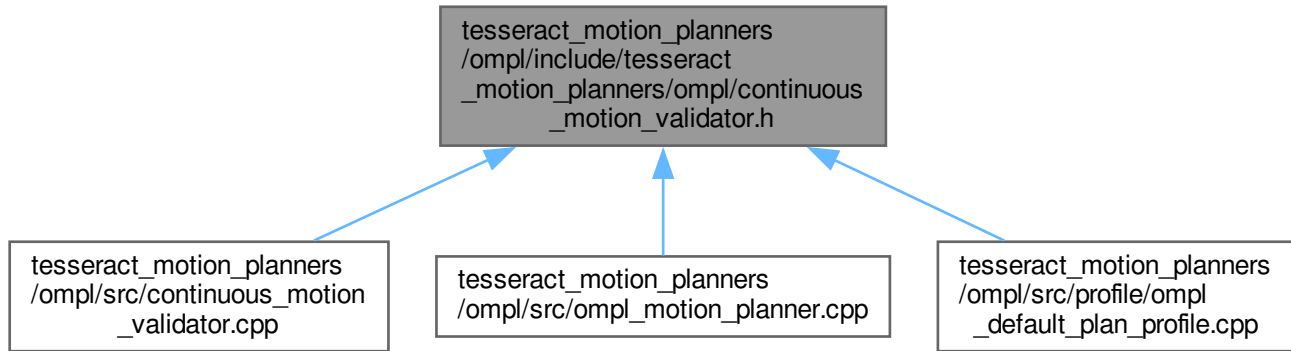 tesseract_motion_planners
/ompl/include/tesseract
_motion_planners/ompl/continuous
_motion_validator.h
tesseract_motion_planners
/ompl/src/continuous_motion
_validator.cpp
tesseract_motion_planners
/ompl/src/ompl_motion_planner.cpp
tesseract_motion_planners
/ompl/src/profile/ompl
_default_plan_profile.cpp